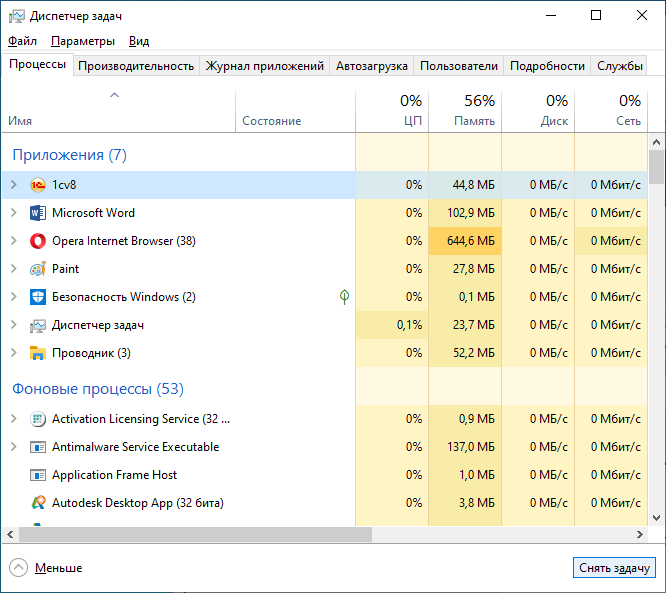 Диспетчер задач
Файл Параметры Вид
Процессы Производительность Журнал приложений Автозагрузка Пользователи Подробности Службы
0% 56% 0% 0%
Имя Состояние ЦП Память Диск Сеть
Приложения (7)
1cv8 0% 44,8 МБ 0 МБ/с 0 Мбит/с
Microsoft Word 0% 102,9 МБ 0 МБ/с 0 Мбит/с
Opera Internet Browser (38) 0% 644,6 МБ 0 МБ/с 0 Мбит/с
Paint 0% 27,8 МБ 0 МБ/с 0 Мбит/с
Безопасность Windows (2) 0% 0,1 МБ 0 МБ/с 0 Мбит/с
Диспетчер задач 0,1% 23,7 МБ 0 МБ/с 0 Мбит/с
Проводник (3) 0% 52,2 МБ 0 МБ/с 0 Мбит/с
Фоновые процессы (53)
Activation Licensing Service (32 ... 0% 0,9 МБ 0 МБ/с 0 Мбит/с
Antimalware Service Executable 0% 137,0 МБ 0 МБ/с 0 Мбит/с
Application Frame Host 0% 1,0 МБ 0 МБ/с 0 Мбит/с
Autodesk Desktop App (32 бита) 0% 3,8 МБ 0 МБ/с 0 Мбит/с
Меньше Снять задачу